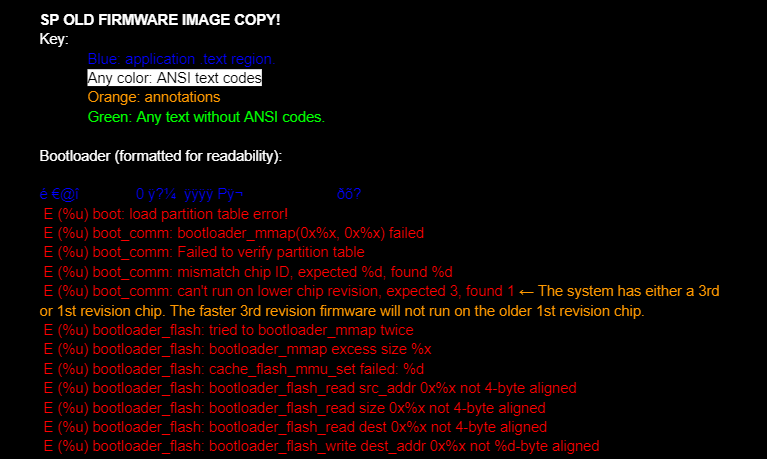 SP OLD FIRMWARE IMAGE COPY!
Key:
Blue: application .text region
Any color: ANSI text codes
Orange: annotations
Green: Any text without ANSI codes.
Bootloader (formatted for readability):
E (%u) boot: load partition table error!
E (%u) boot_comm: bootloader_mmap(0x%x, 0x%x) failed
E (%u) boot_comm: Failed to verify partition table
E (%u) boot_comm: mismatch chip ID, expected %d, found %d
E (%u) boot_comm: can't run on lower chip revision, expected 3, found 1 ← The system has either a 3rd
or 1st revision chip. The faster 3rd revision firmware will not run on the older 1st revision chip.
E (%u) bootloader_flash: tried to bootloader_mmap twice
E (%u) bootloader_flash: bootloader_mmap excess size %x
E (%u) bootloader_flash: cache_flash_mmu_set failed: %d
E (%u) bootloader_flash: bootloader_flash_read src_addr 0x%x not 4-byte aligned
E (%u) bootloader_flash: bootloader_flash_read size 0x%x not 4-byte aligned
E (%u) bootloader_flash: bootloader_flash_read dest 0x%x not 4-byte aligned
E (%u) bootloader_flash: bootloader_flash_write dest_addr 0x%x not %d-byte aligned